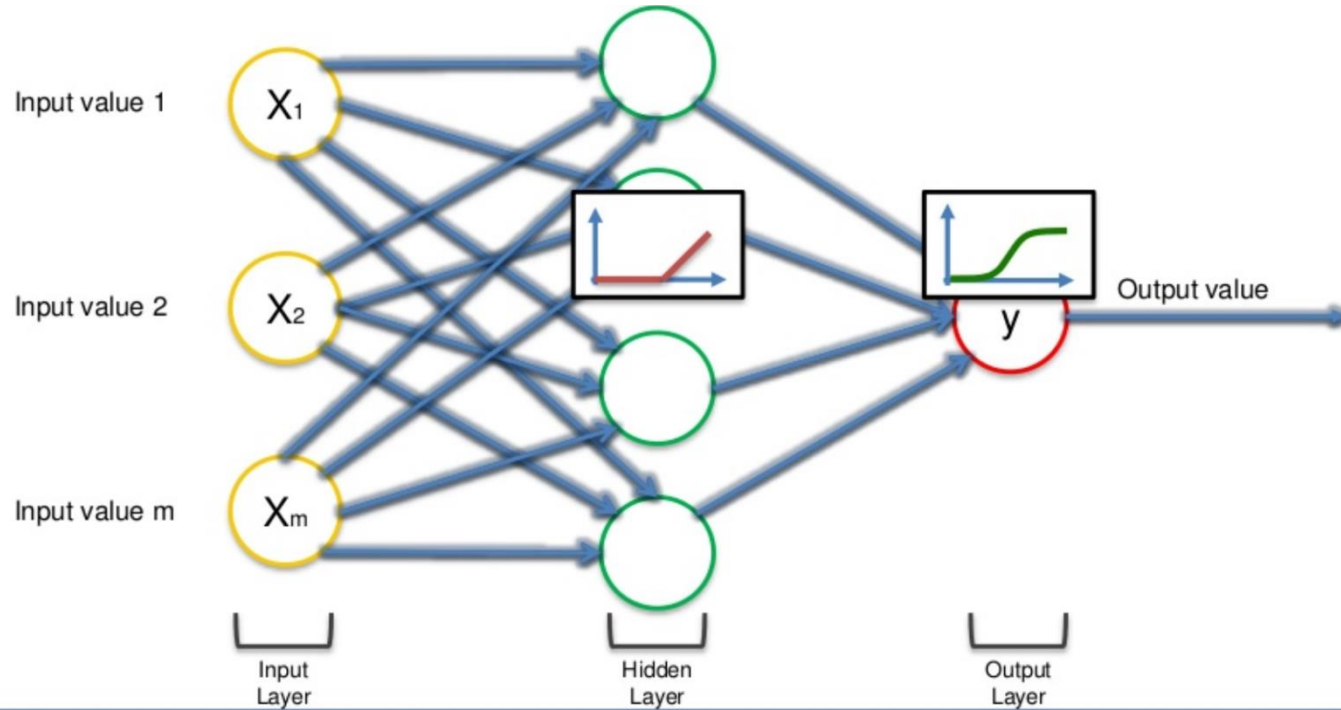 Input value 1
X1
Input value 2
X2
y
Output value
Input value m
Xm
Input
Layer
Hidden
Layer
Output
Layer